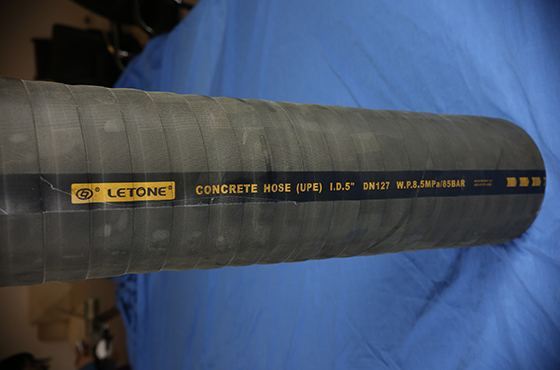 LETONE® CONCRETE HOSE (UPE) I.D.5" DN127 W.P.8.5MPa/85BAR